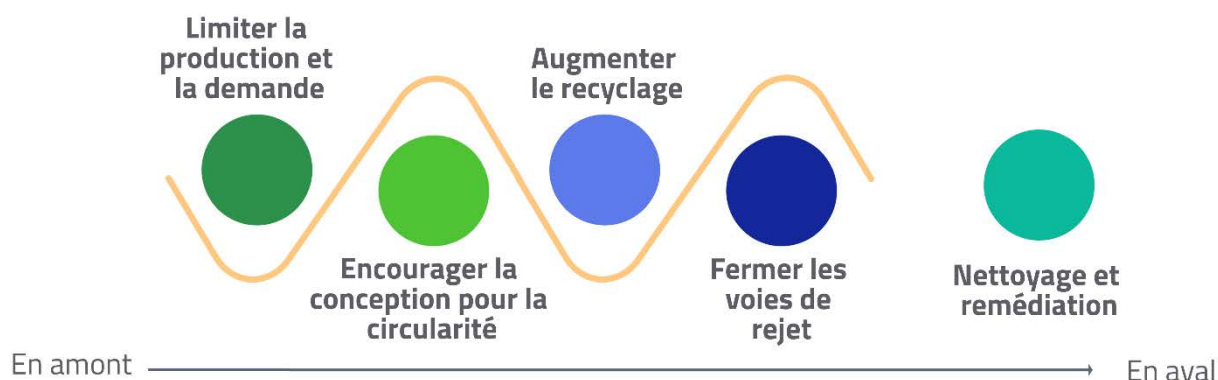 Limiter la
production et
la demande
Encourager la
conception pour la
circularité
Augmenter
le recyclage
Fermer les
voies de
rejet
Nettoyage et
remédiation
En amont
En aval